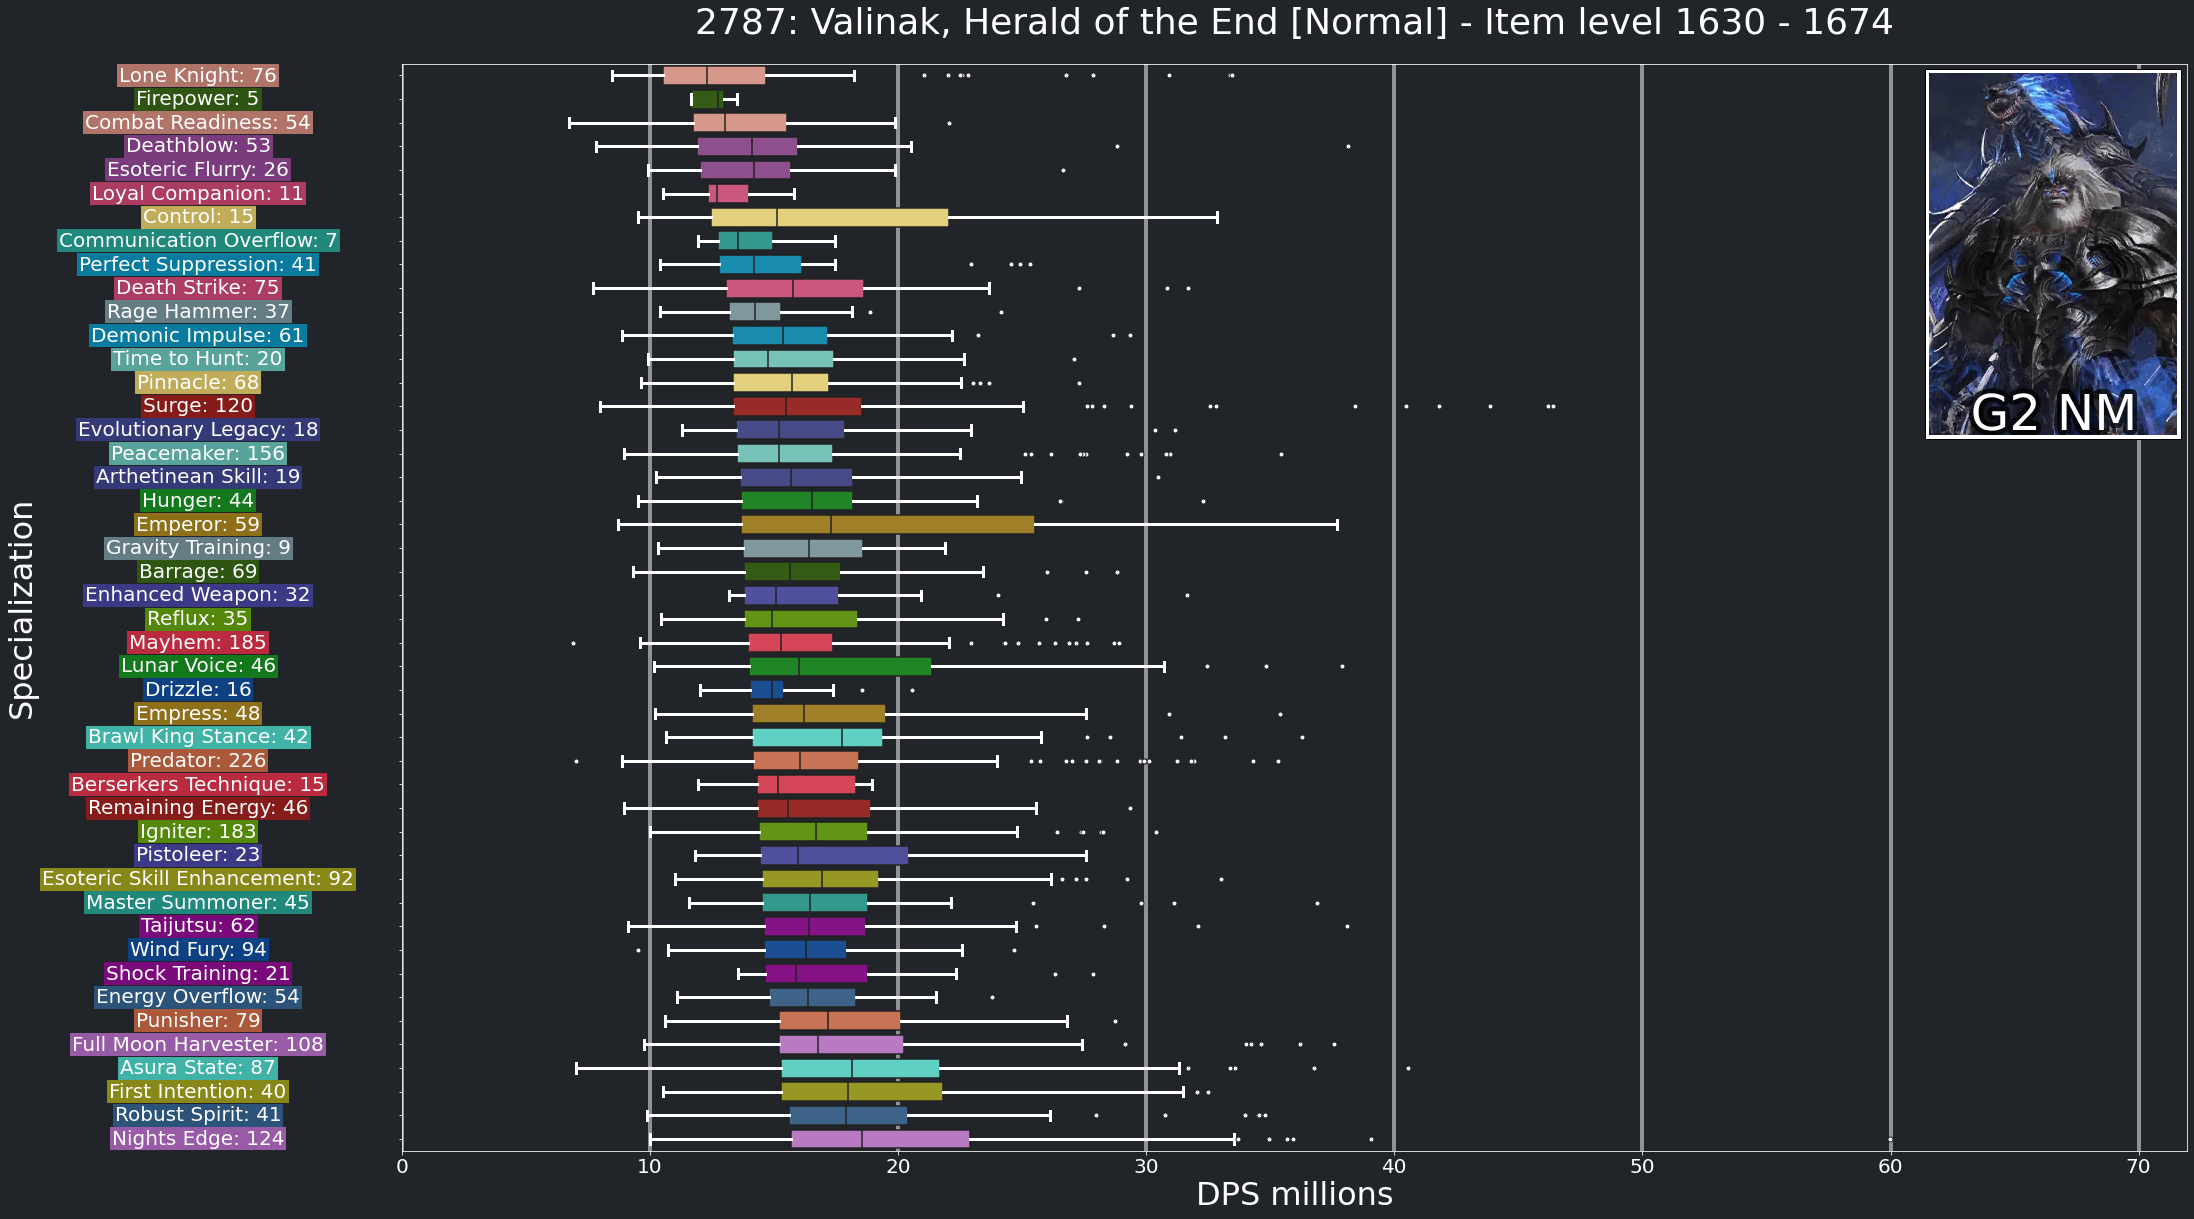 2787: Valinak, Herald of the End [Normal] - Item level 1630 - 1674
Specialization
Lone Knight: 76
Firepower: 5
Combat Readiness: 54
Deathblow: 53
Esoteric Flurry: 26
Loyal Companion: 11
Control: 15
Communication Overflow: 7
Perfect Suppression: 41
Death Strike: 75
Rage Hammer: 37
Demonic Impulse: 61
Time to Hunt: 20
Pinnacle: 68
Surge: 120
Evolutionary Legacy: 18
Peacemaker: 156
Arthetinean Skill: 19
Hunger: 44
Emperor: 59
Gravity Training: 9
Barrage: 69
Enhanced Weapon: 32
Reflux: 35
Mayhem: 185
Lunar Voice: 46
Drizzle: 16
Empress: 48
Brawl King Stance: 42
Predator: 226
Berserkers Technique: 15
Remaining Energy: 46
Igniter: 183
Pistoleer: 23
Esoteric Skill Enhancement: 92
Master Summoner: 45
Taijutsu: 62
Wind Fury: 94
Shock Training: 21
Energy Overflow: 54
Punisher: 79
Full Moon Harvester: 108
Asura State: 87
First Intention: 40
Robust Spirit: 41
Nights Edge: 124
G2 NM
0 10 20 30 40 50 60 70
DPS millions